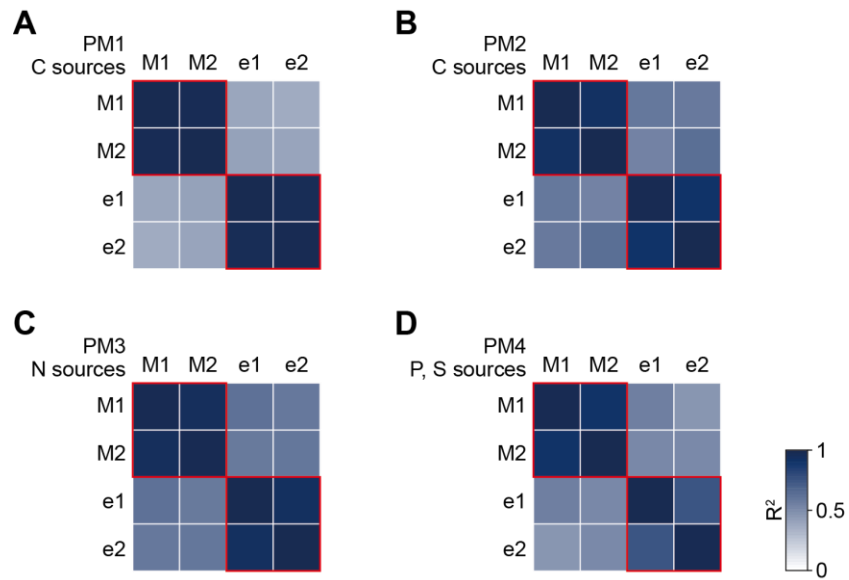 A
PM1
C sources M1 M2 e1 e2
M1
M2
e1
e2
B
PM2
C sources M1 M2 e1 e2
M1
M2
e1
e2
C
PM3
N sources M1 M2 e1 e2
M1
M2
e1
e2
D
PM4
P, S sources M1 M2 e1 e2
M1
M2
e1
e2
R²
1
0.5
0